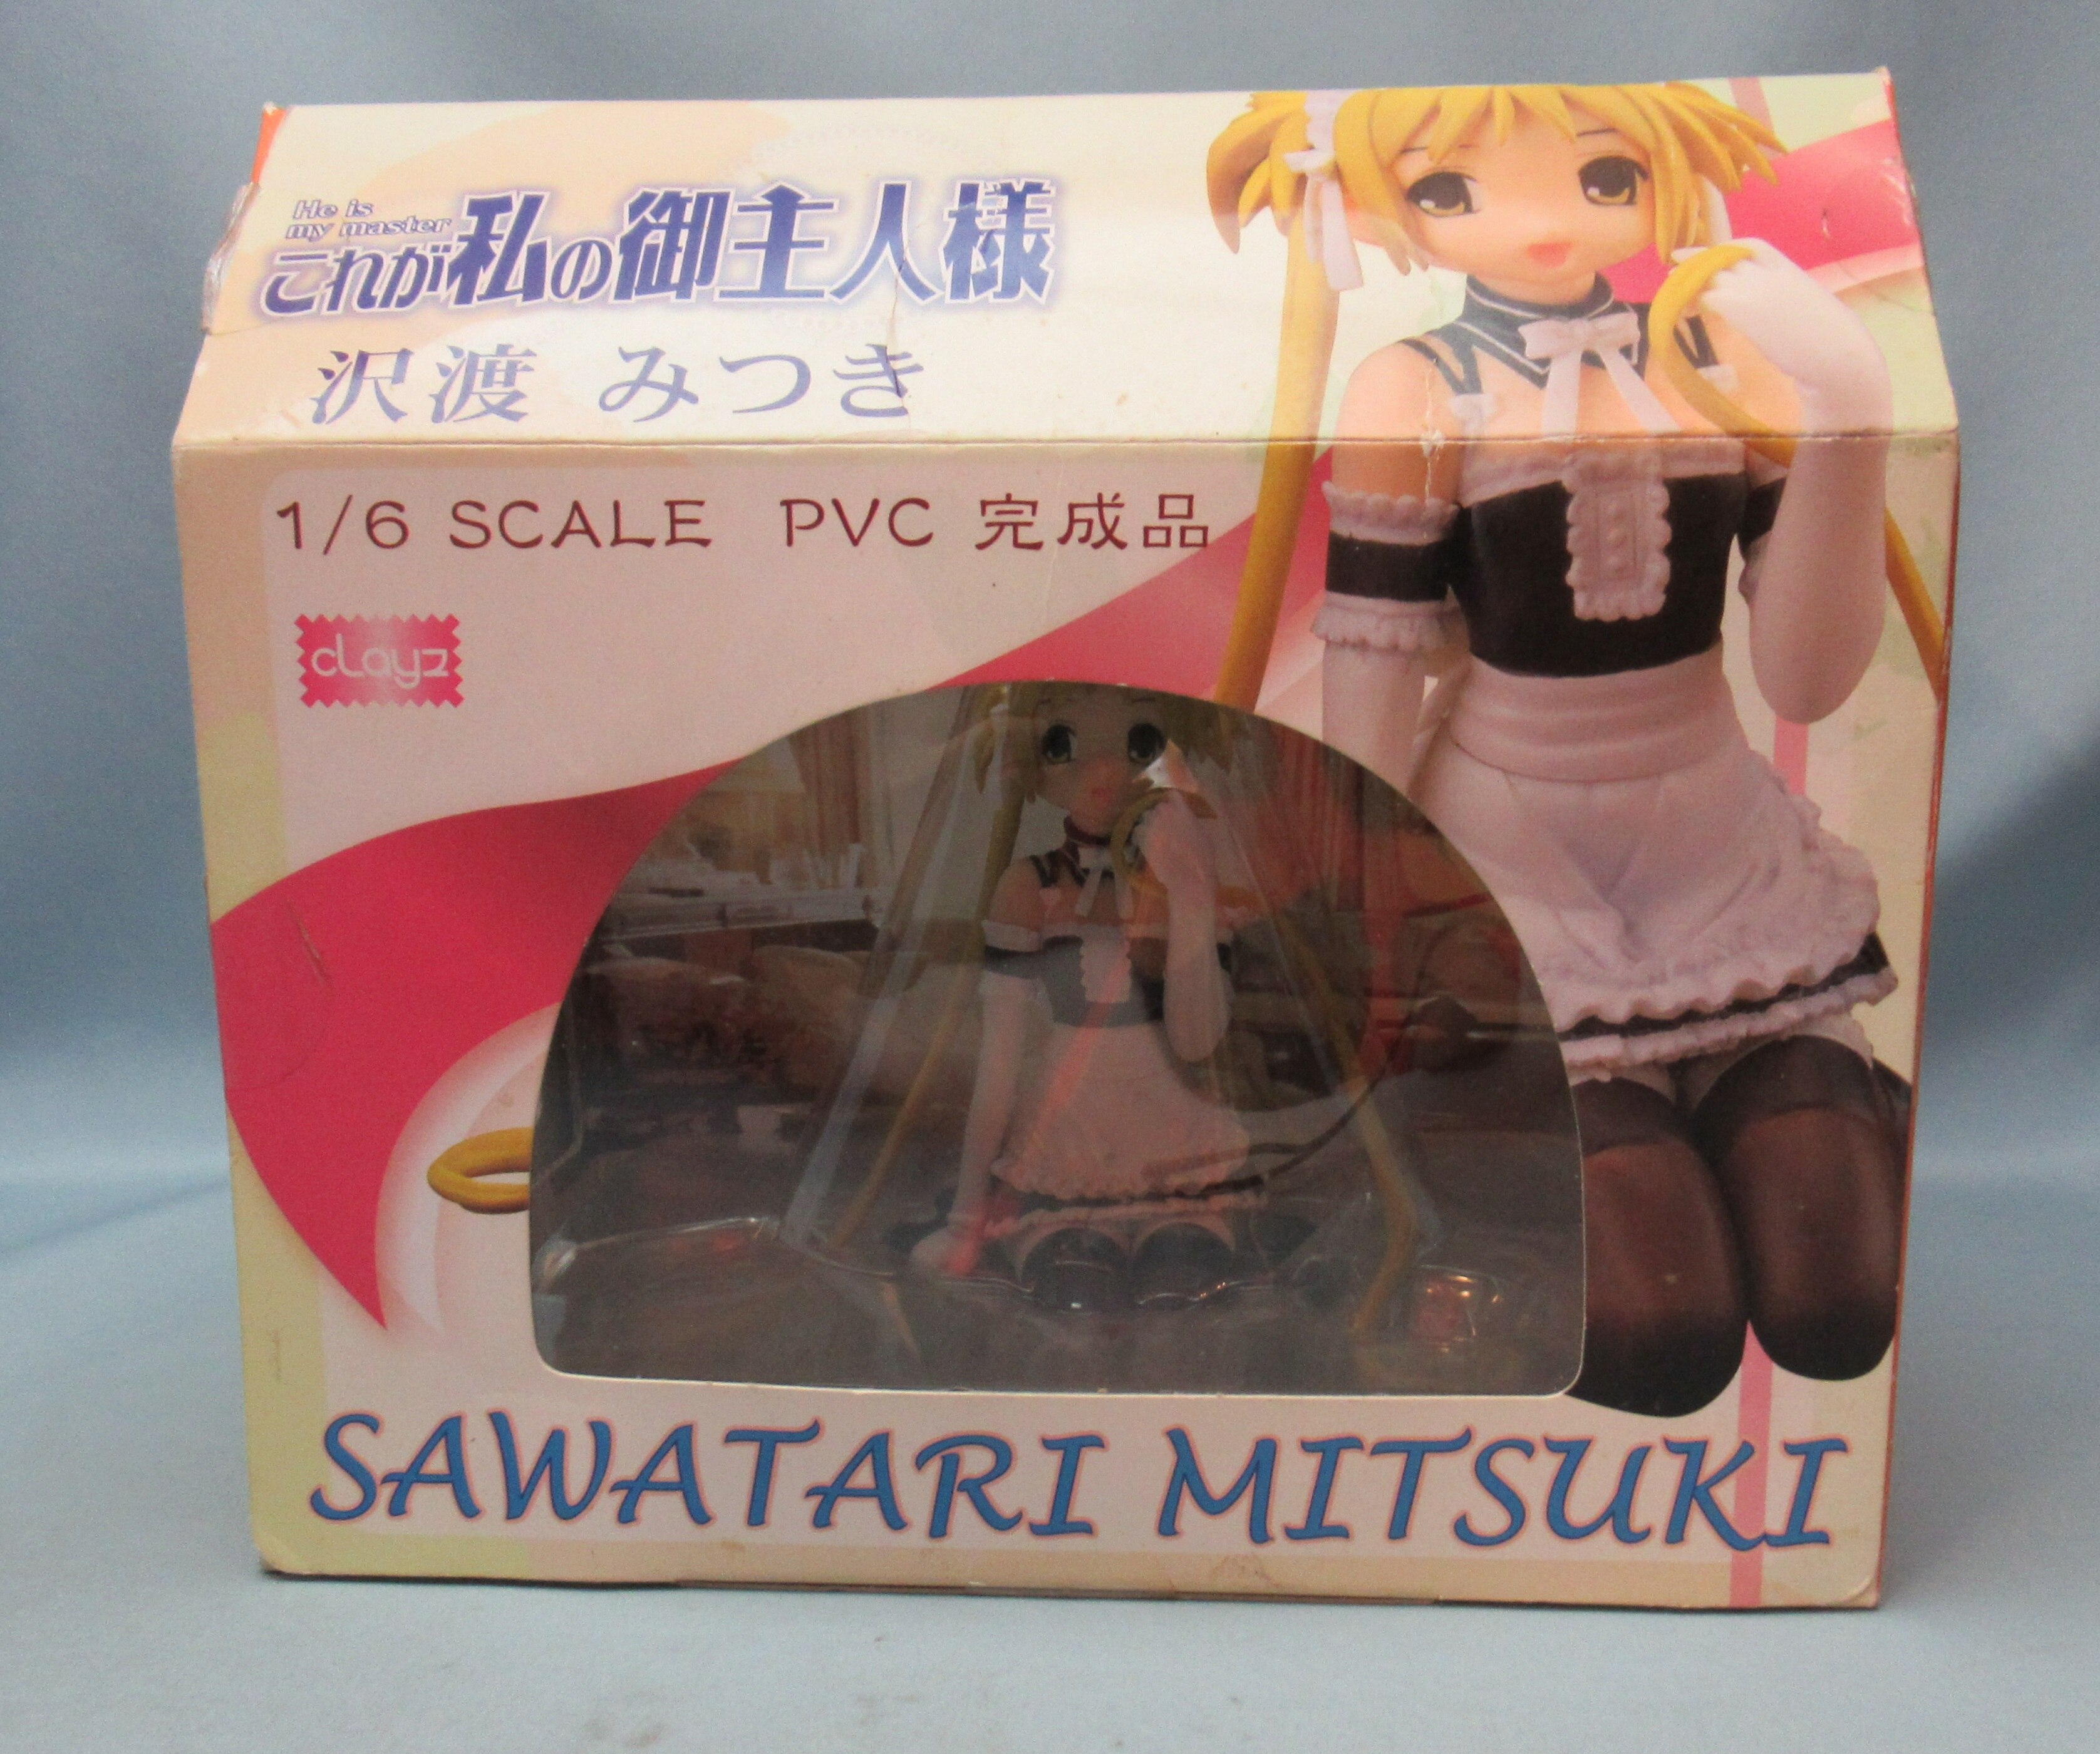 He is
my master
これが私の御主人様
沢渡 みつき
1/6 SCALE PVC 完成品
clayz
SAWATARI MITSUKI